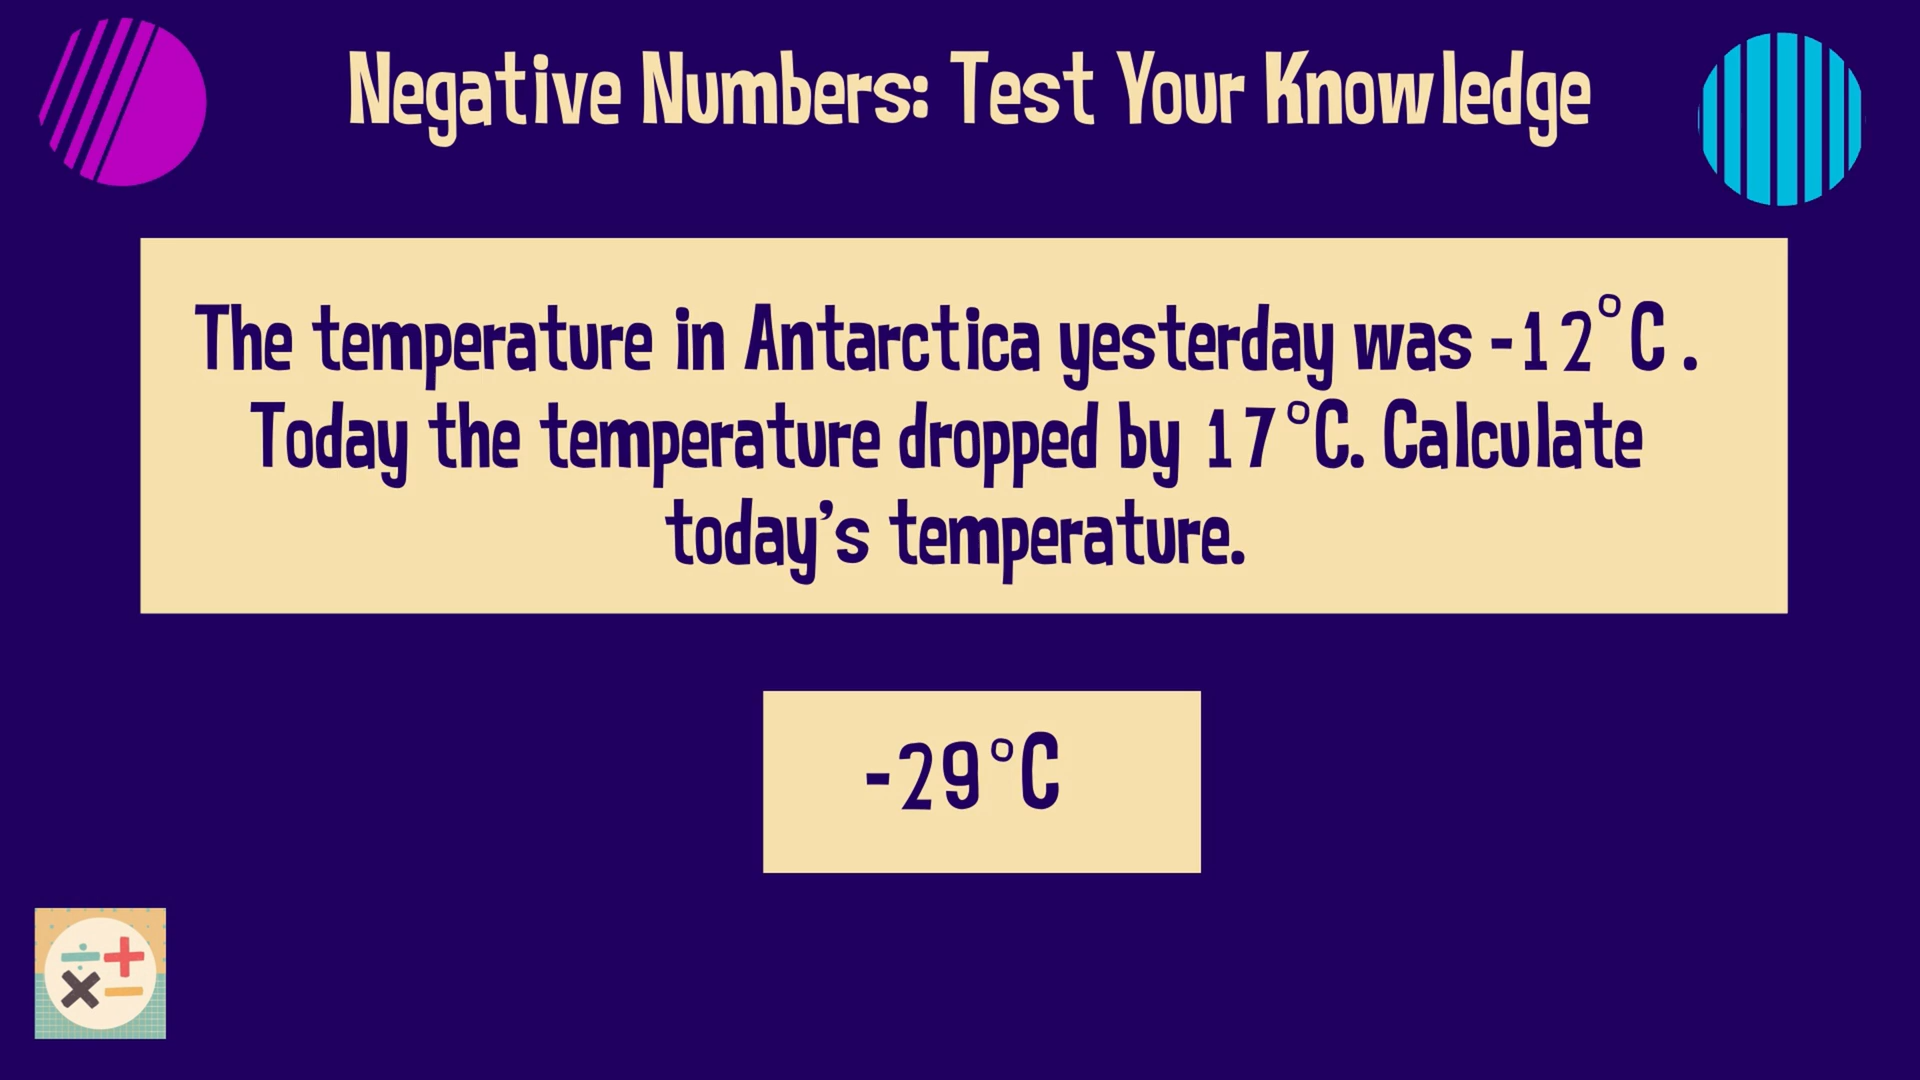 Negative Numbers: Test Your Knowledge
The temperature in Antarctica yesterday was -12°C.
Today the temperature dropped by 17°C. Calculate
today’s temperature.
-29°C